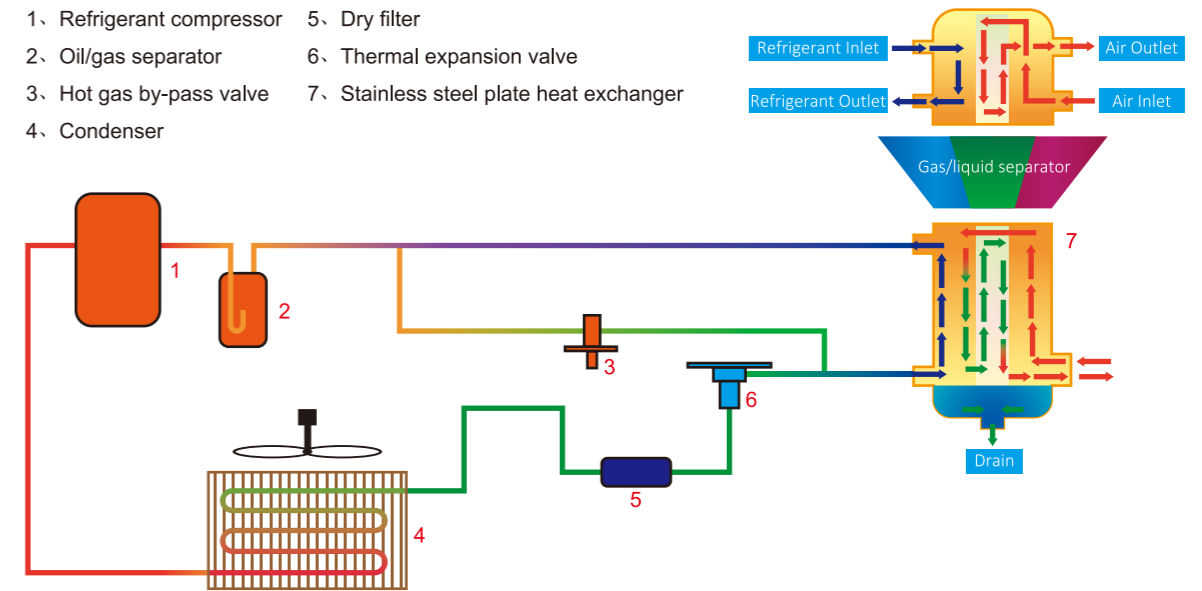 1、Refrigerant compressor
2、Oil/gas separator
3、Hot gas by-pass valve
4、Condenser
5、Dry filter
6、Thermal expansion valve
7、Stainless steel plate heat exchanger
Refrigerant Inlet
Air Outlet
Refrigerant Outlet
Air Inlet
Gas/liquid separator
7
1
2
3
6
5
4
Drain